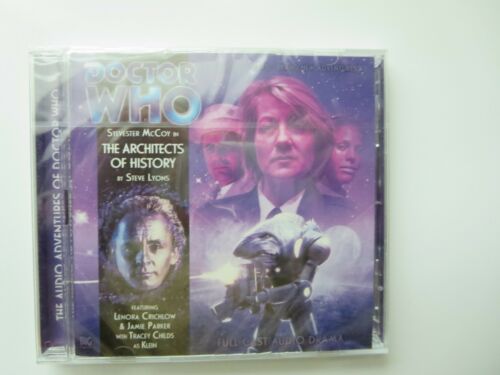 DOCTOR
WHO
SYLVESTER MCCOY IN
THE ARCHITECTS
OF HISTORY
BY STEVE LYONS
FEATURING
LENORA CRICHLOW
& JAMIE PARKER
WITH TRACEY CHILDS
AS KLEIN
BIG
FULL-CAST AUDIO DRAMA
THE AUDIO ADVENTURES OF DOCTOR WHO